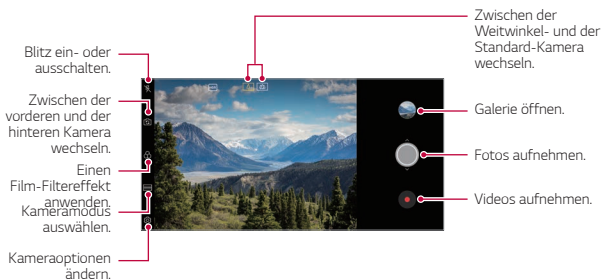 Zwischen der
Weitwinkel- und der
Standard-Kamera
wechseln.
Blitz ein- oder
ausschalten.
Zwischen der
vorderen und der
hinteren Kamera
wechseln.
Einen
Film-Filtereffekt
anwenden.
Kameramodus
auswählen.
Kameraoptionen
ändern.
Galerie öffnen.
Fotos aufnehmen.
Videos aufnehmen.